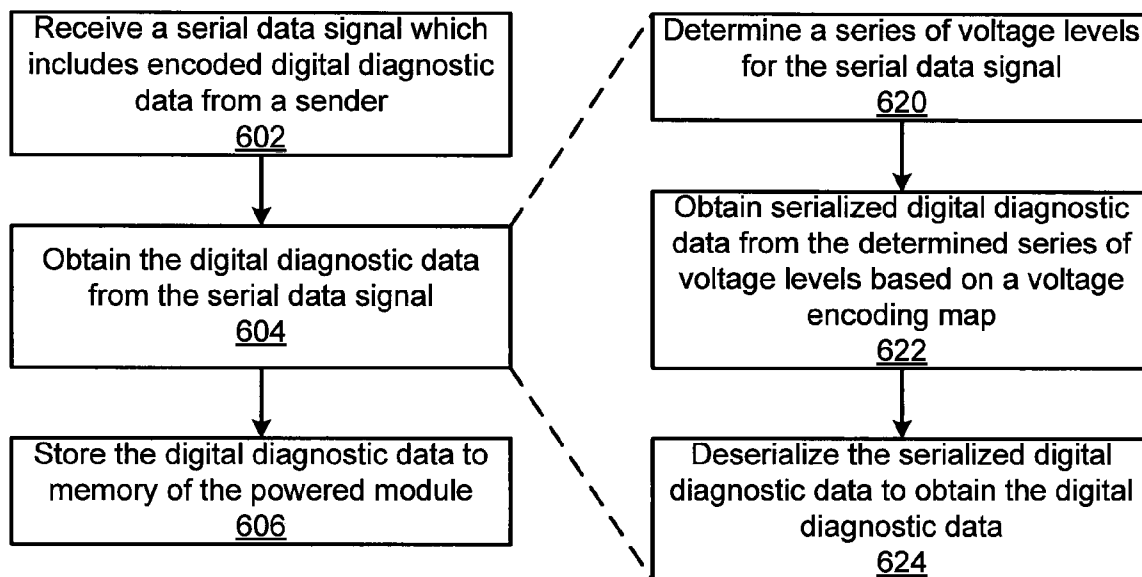 Receive a serial data signal which
includes encoded digital diagnostic
data from a sender
602
Obtain the digital diagnostic data
from the serial data signal
604
Store the digital diagnostic data to
memory of the powered module
606
Determine a series of voltage levels
for the serial data signal
620
Obtain serialized digital diagnostic
data from the determined series of
voltage levels based on a voltage
encoding map
622
Deserialize the serialized digital
diagnostic data to obtain the digital
diagnostic data
624